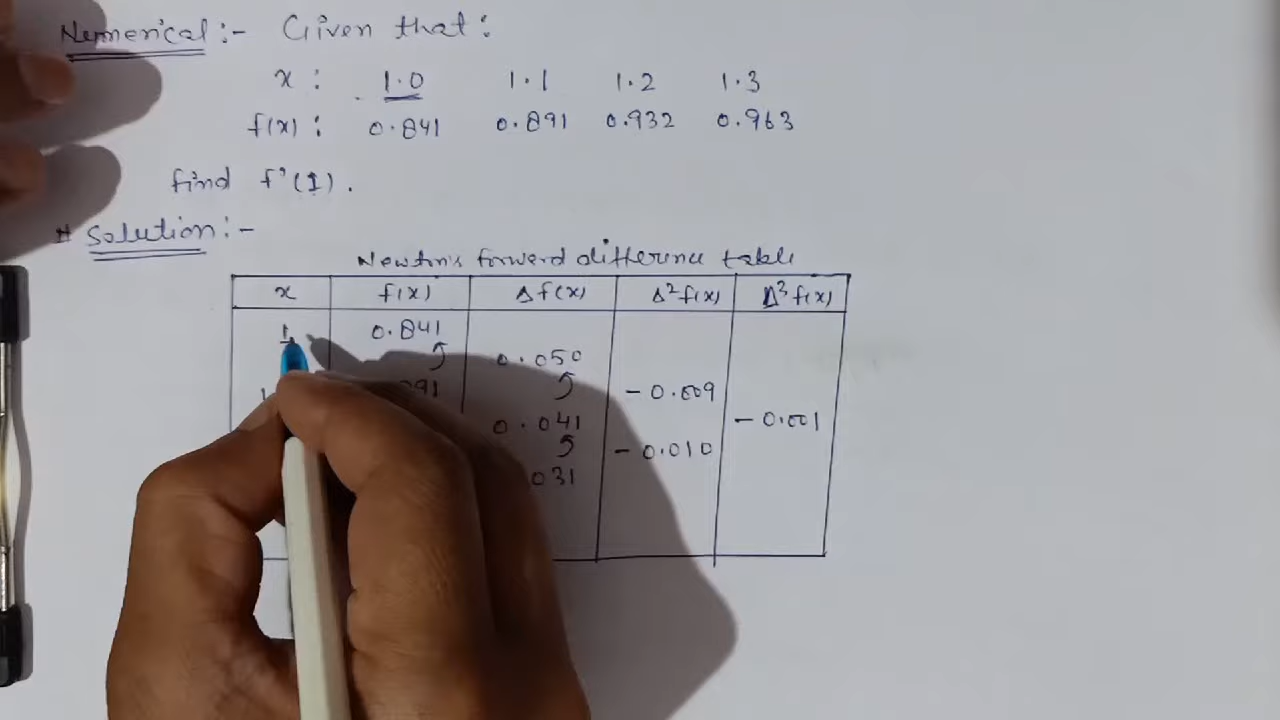 Numerical:- Given that:
x : 1.0 1.1 1.2 1.3
f(x) : 0.841 0.891 0.932 0.963
find f'(1).
# Solution:-
Newton's forward difference table
x f(x) Δf(x) Δ²f(x) Δ³f(x)
1 0.841
0.050
-0.009
0.041 -0.001
-0.010